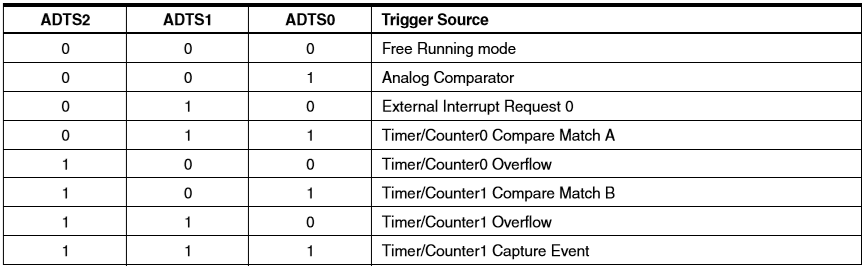 ADTS2 ADTS1 ADTS0 Trigger Source
0 0 0 Free Running mode
0 0 1 Analog Comparator
0 1 0 External Interrupt Request 0
0 1 1 Timer/Counter0 Compare Match A
1 0 0 Timer/Counter0 Overflow
1 0 1 Timer/Counter1 Compare Match B
1 1 0 Timer/Counter1 Overflow
1 1 1 Timer/Counter1 Capture Event